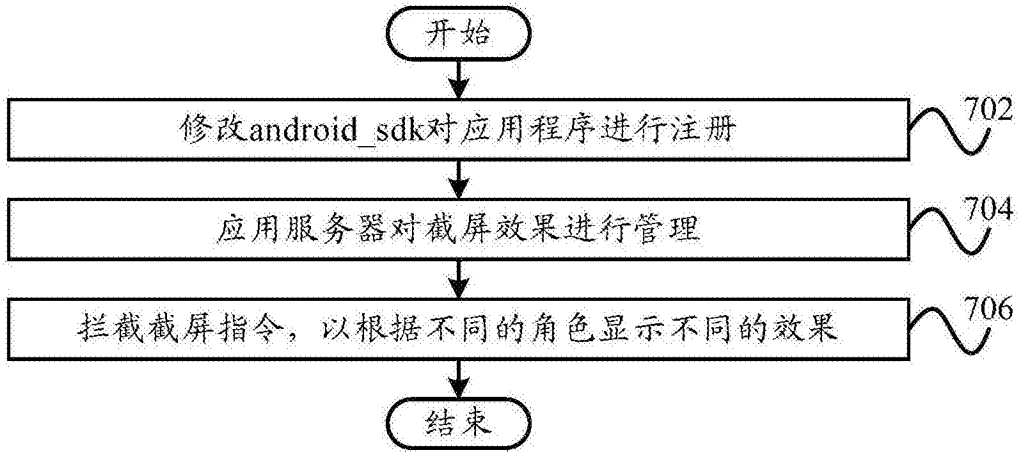 开始
修改android_sdk对应用程序进行注册
702
应用服务器对截屏效果进行管理
704
拦截截屏指令，以根据不同的角色显示不同的效果
706
结束